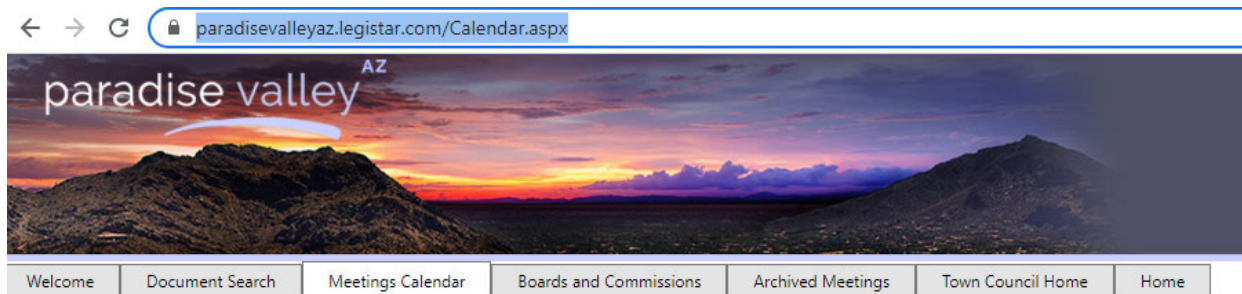 paradisevalleyaz.legistar.com/Calendar.aspx
paradise valley AZ
Welcome Document Search Meetings Calendar Boards and Commissions Archived Meetings Town Council Home Home